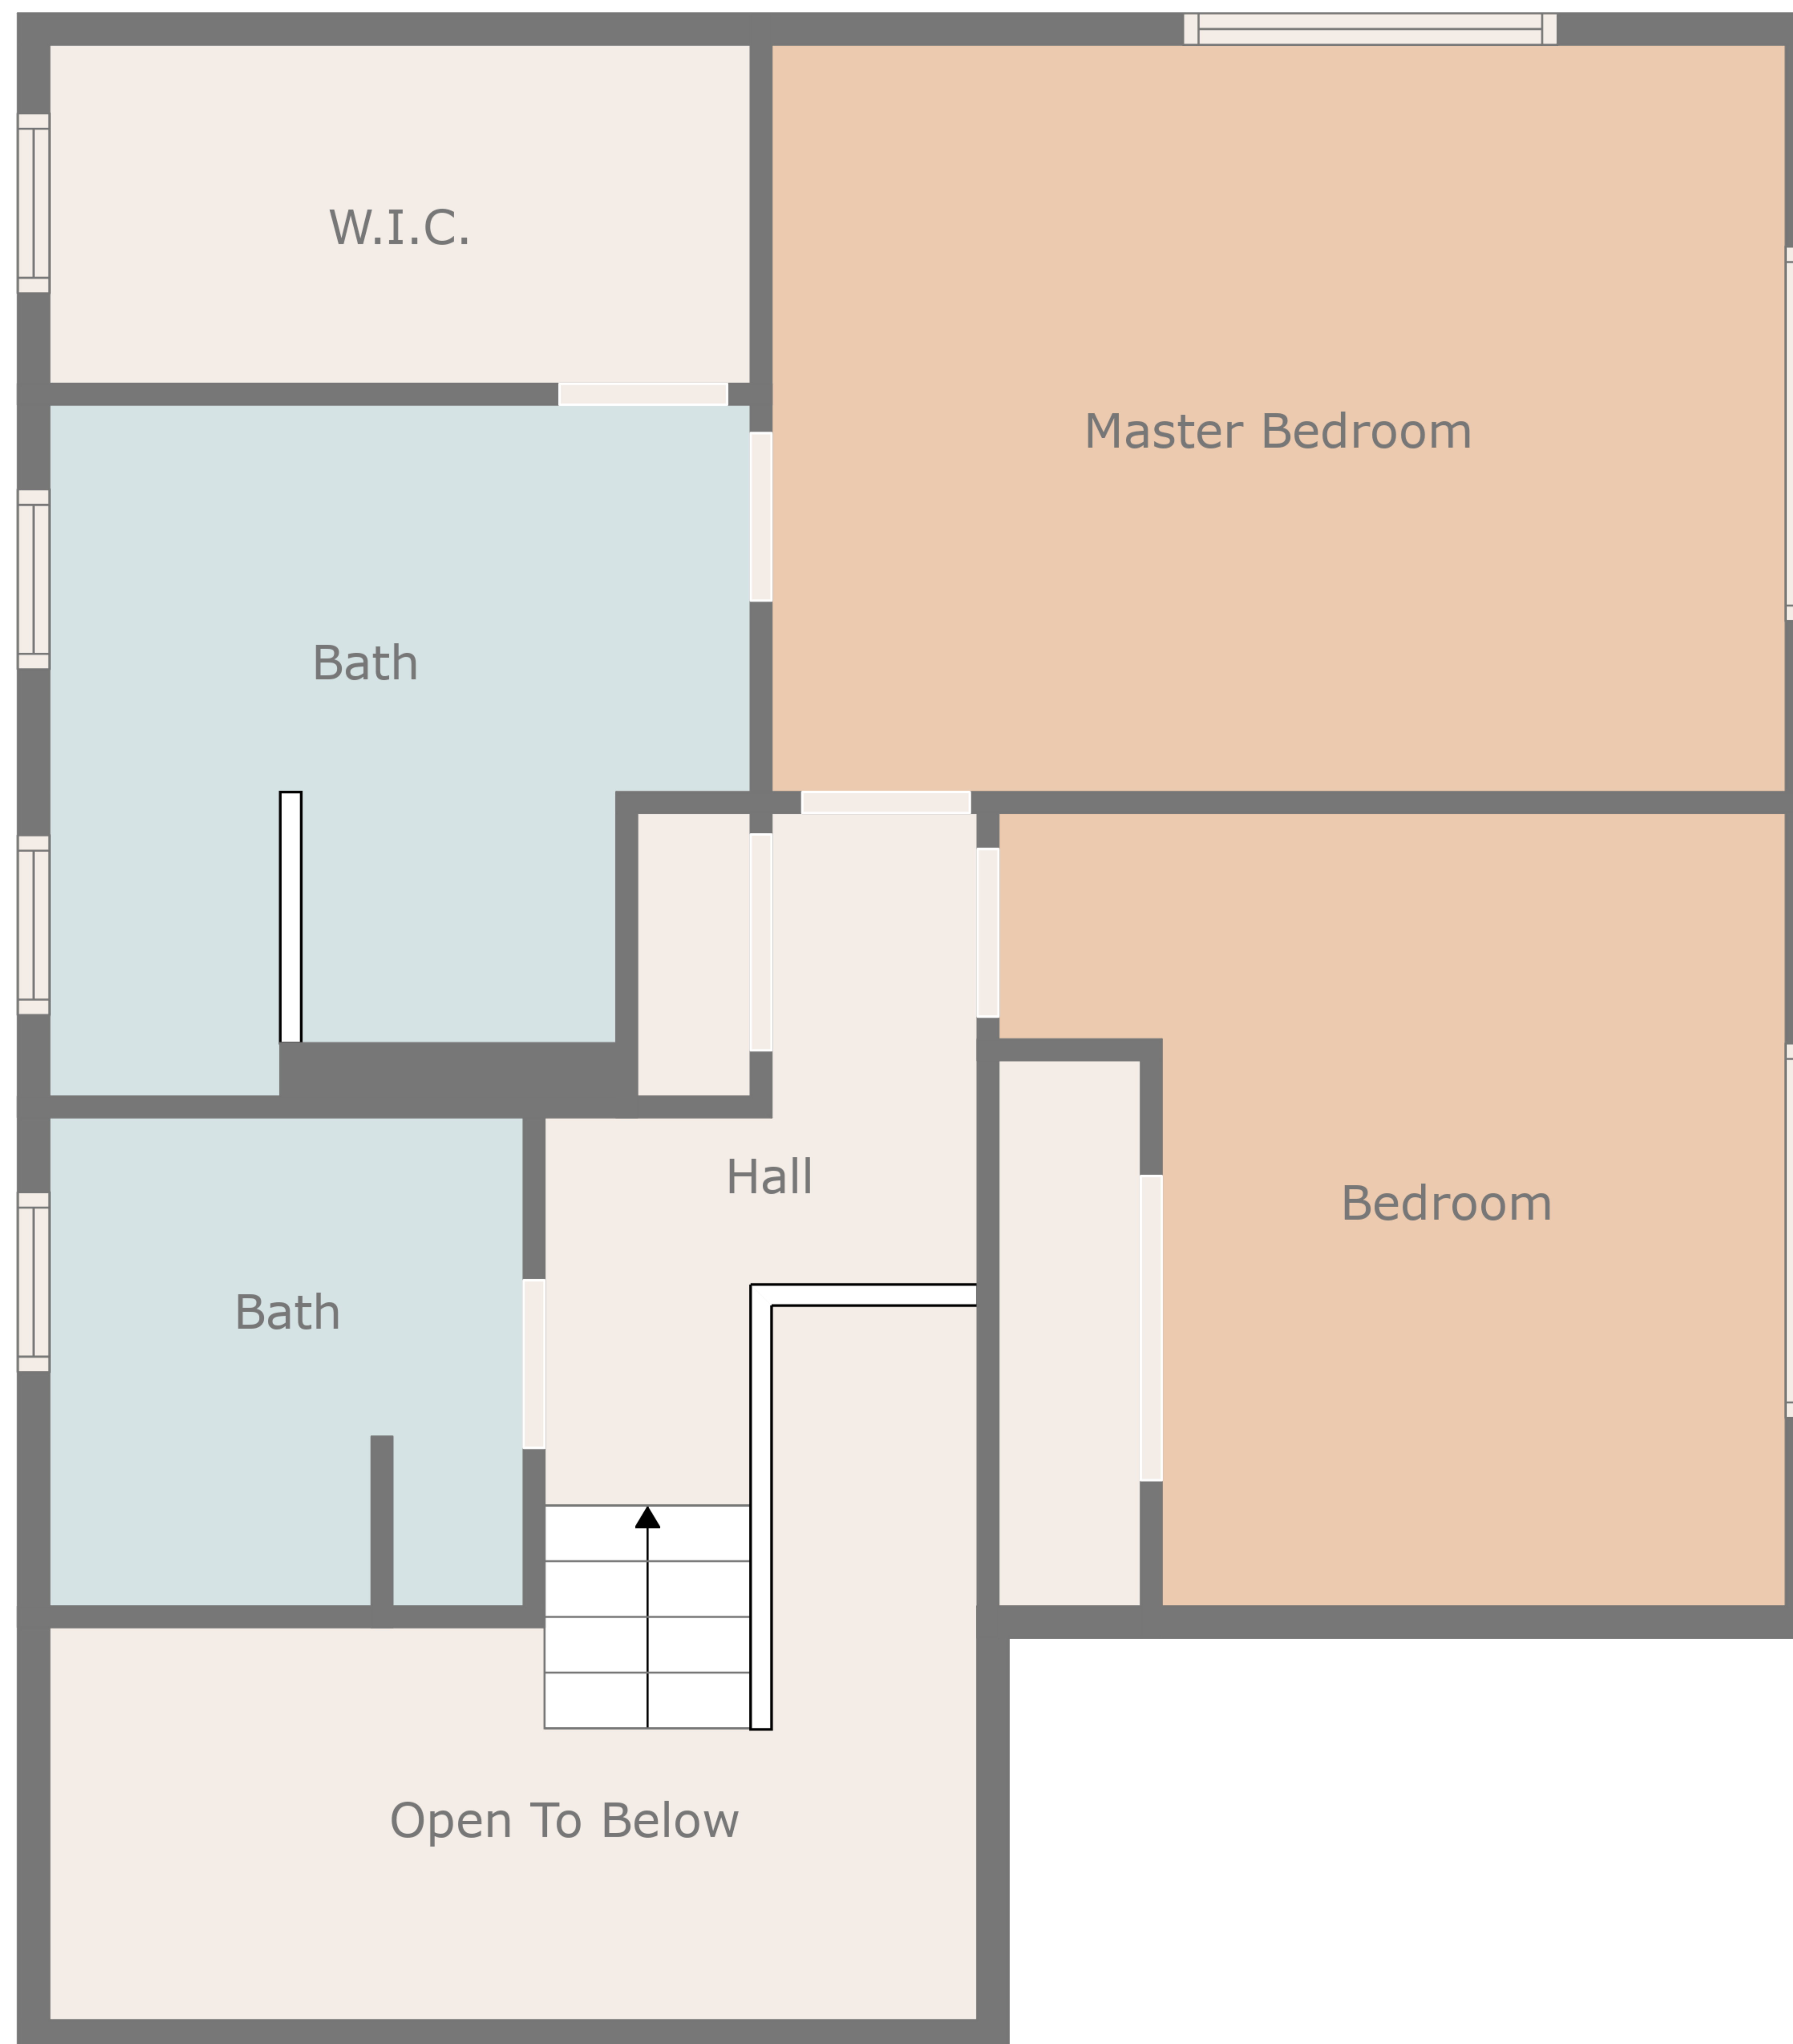 W.I.C.
Master Bedroom
Bath
Hall
Bedroom
Bath
Open To Below